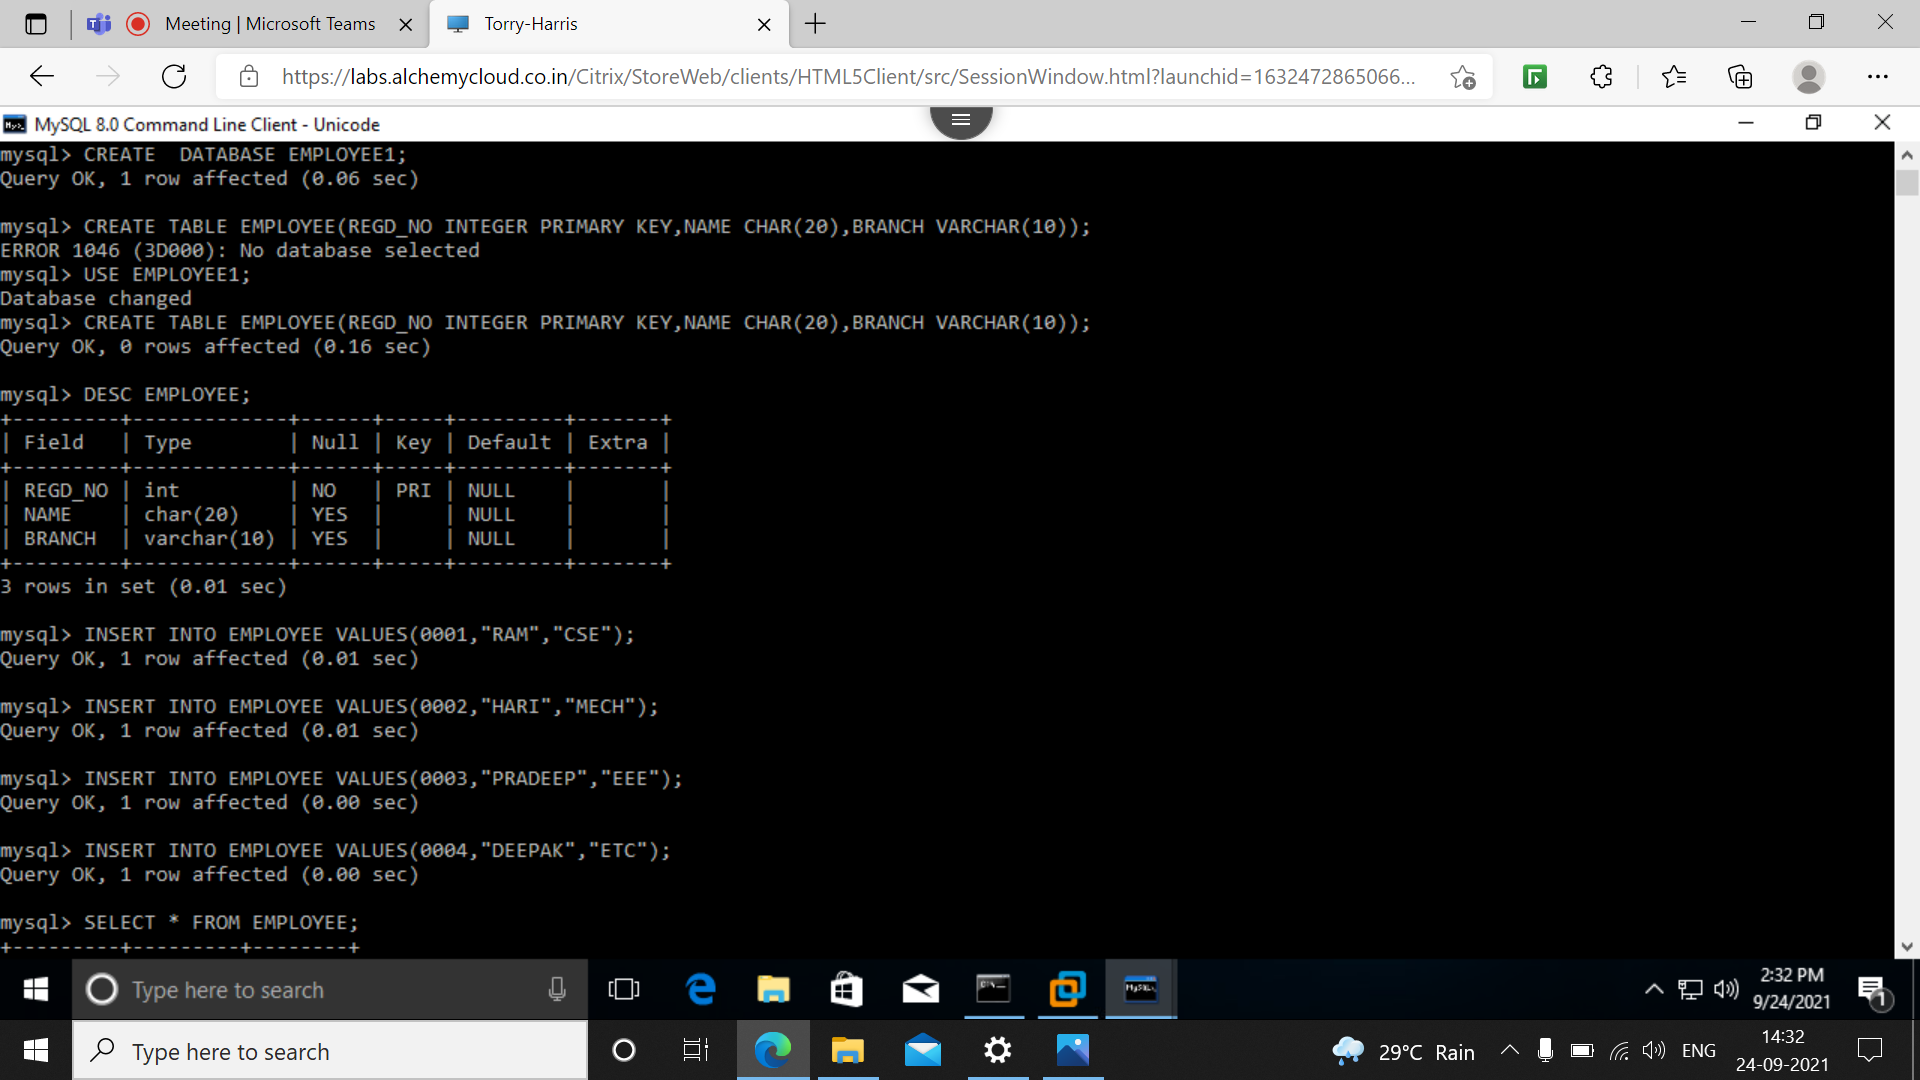 Meeting | Microsoft Teams
Torry-Harris
https://labs.alchemycloud.co.in/Citrix/StoreWeb/clients/HTML5Client/src/SessionWindow.html?launchid=1632472865066...
MySQL 8.0 Command Line Client - Unicode
mysql> CREATE  DATABASE EMPLOYEE1;
Query OK, 1 row affected (0.06 sec)
mysql> CREATE TABLE EMPLOYEE(REGD_NO INTEGER PRIMARY KEY,NAME CHAR(20),BRANCH VARCHAR(10));
ERROR 1046 (3D000): No database selected
mysql> USE EMPLOYEE1;
Database changed
mysql> CREATE TABLE EMPLOYEE(REGD_NO INTEGER PRIMARY KEY,NAME CHAR(20),BRANCH VARCHAR(10));
Query OK, 0 rows affected (0.16 sec)
mysql> DESC EMPLOYEE;
+---------+-------------+------+-----+---------+-------+
| Field   | Type        | Null | Key | Default | Extra |
+---------+-------------+------+-----+---------+-------+
| REGD_NO | int         | NO   | PRI | NULL    |       |
| NAME    | char(20)    | YES  |     | NULL    |       |
| BRANCH  | varchar(10) | YES  |     | NULL    |       |
+---------+-------------+------+-----+---------+-------+
3 rows in set (0.01 sec)
mysql> INSERT INTO EMPLOYEE VALUES(0001,"RAM","CSE");
Query OK, 1 row affected (0.01 sec)
mysql> INSERT INTO EMPLOYEE VALUES(0002,"HARI","MECH");
Query OK, 1 row affected (0.01 sec)
mysql> INSERT INTO EMPLOYEE VALUES(0003,"PRADEEP","EEE");
Query OK, 1 row affected (0.00 sec)
mysql> INSERT INTO EMPLOYEE VALUES(0004,"DEEPAK","ETC");
Query OK, 1 row affected (0.00 sec)
mysql> SELECT * FROM EMPLOYEE;
+---------+---------+--------+
Type here to search
2:32 PM
9/24/2021
1
Type here to search
29°C Rain
ENG
14:32
24-09-2021